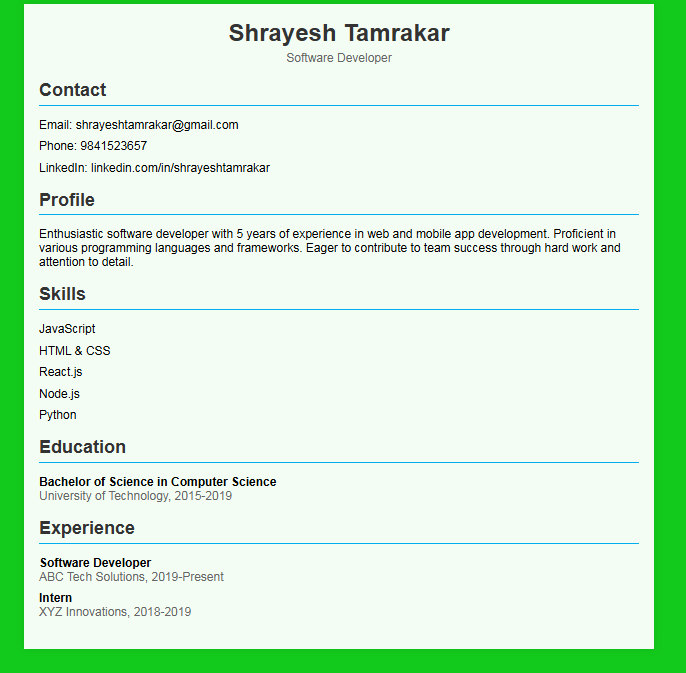 Shrayesh Tamrakar
Software Developer
Contact
Email: shrayeshtamrakar@gmail.com
Phone: 9841523657
LinkedIn: linkedin.com/in/shrayeshtamrakar
Profile
Enthusiastic software developer with 5 years of experience in web and mobile app development. Proficient in
various programming languages and frameworks. Eager to contribute to team success through hard work and
attention to detail.
Skills
JavaScript
HTML & CSS
React.js
Node.js
Python
Education
Bachelor of Science in Computer Science
University of Technology, 2015-2019
Experience
Software Developer
ABC Tech Solutions, 2019-Present
Intern
XYZ Innovations, 2018-2019